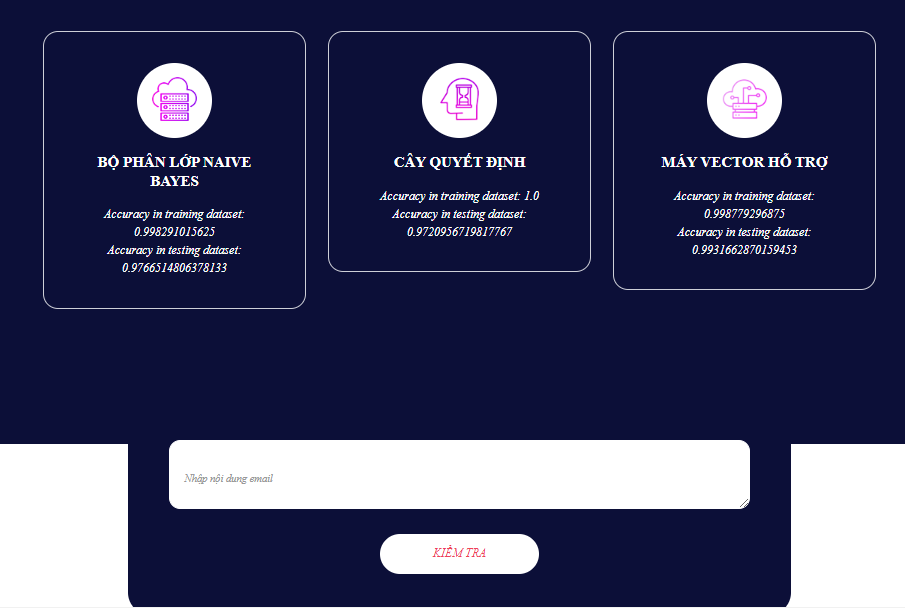 BỘ PHÂN LỚP NAIVE
BAYES
Accuracy in training dataset:
0.998291015625
Accuracy in testing dataset:
0.9766514806378133
CÂY QUYẾT ĐỊNH
Accuracy in training dataset: 1.0
Accuracy in testing dataset:
0.9720956719817767
MÁY VECTOR HỖ TRỢ
Accuracy in training dataset:
0.998779296875
Accuracy in testing dataset:
0.9931662870159453
Nhập nội dung email
KIỂM TRA